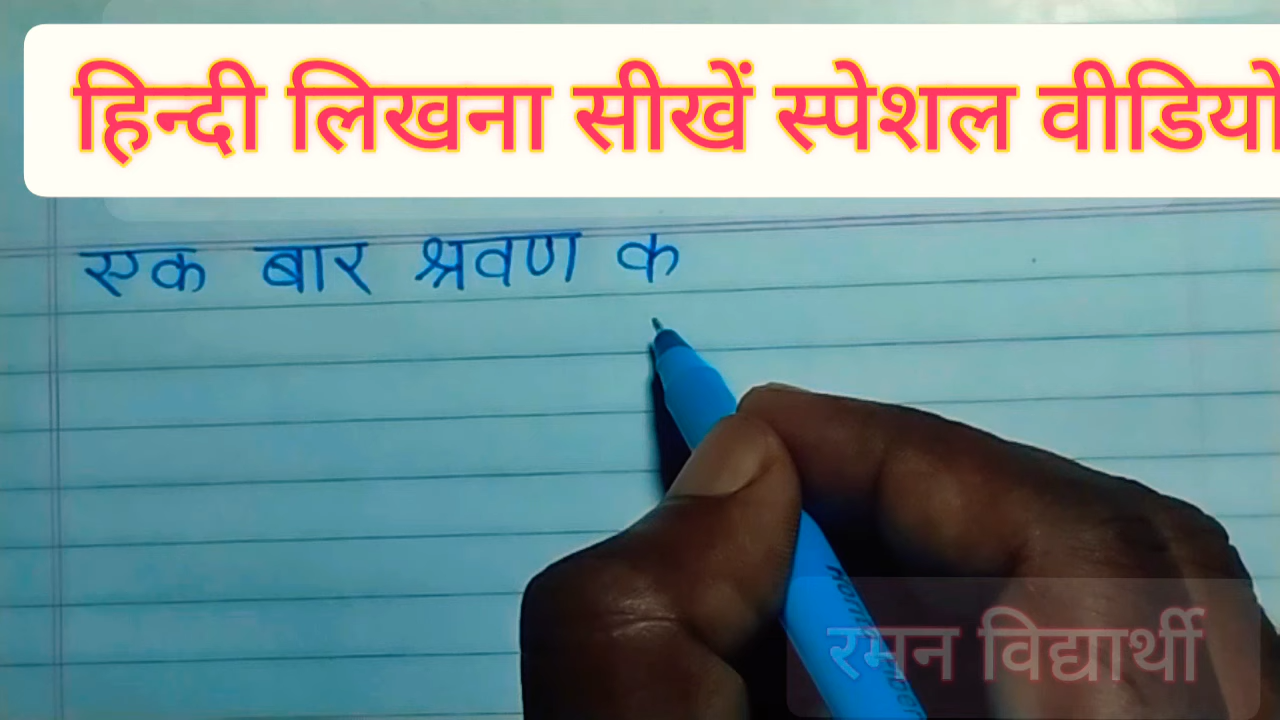 हिन्दी लिखना सीखें स्पेशल वीडियो
एक बार श्रवण क
रमन विद्यार्थी